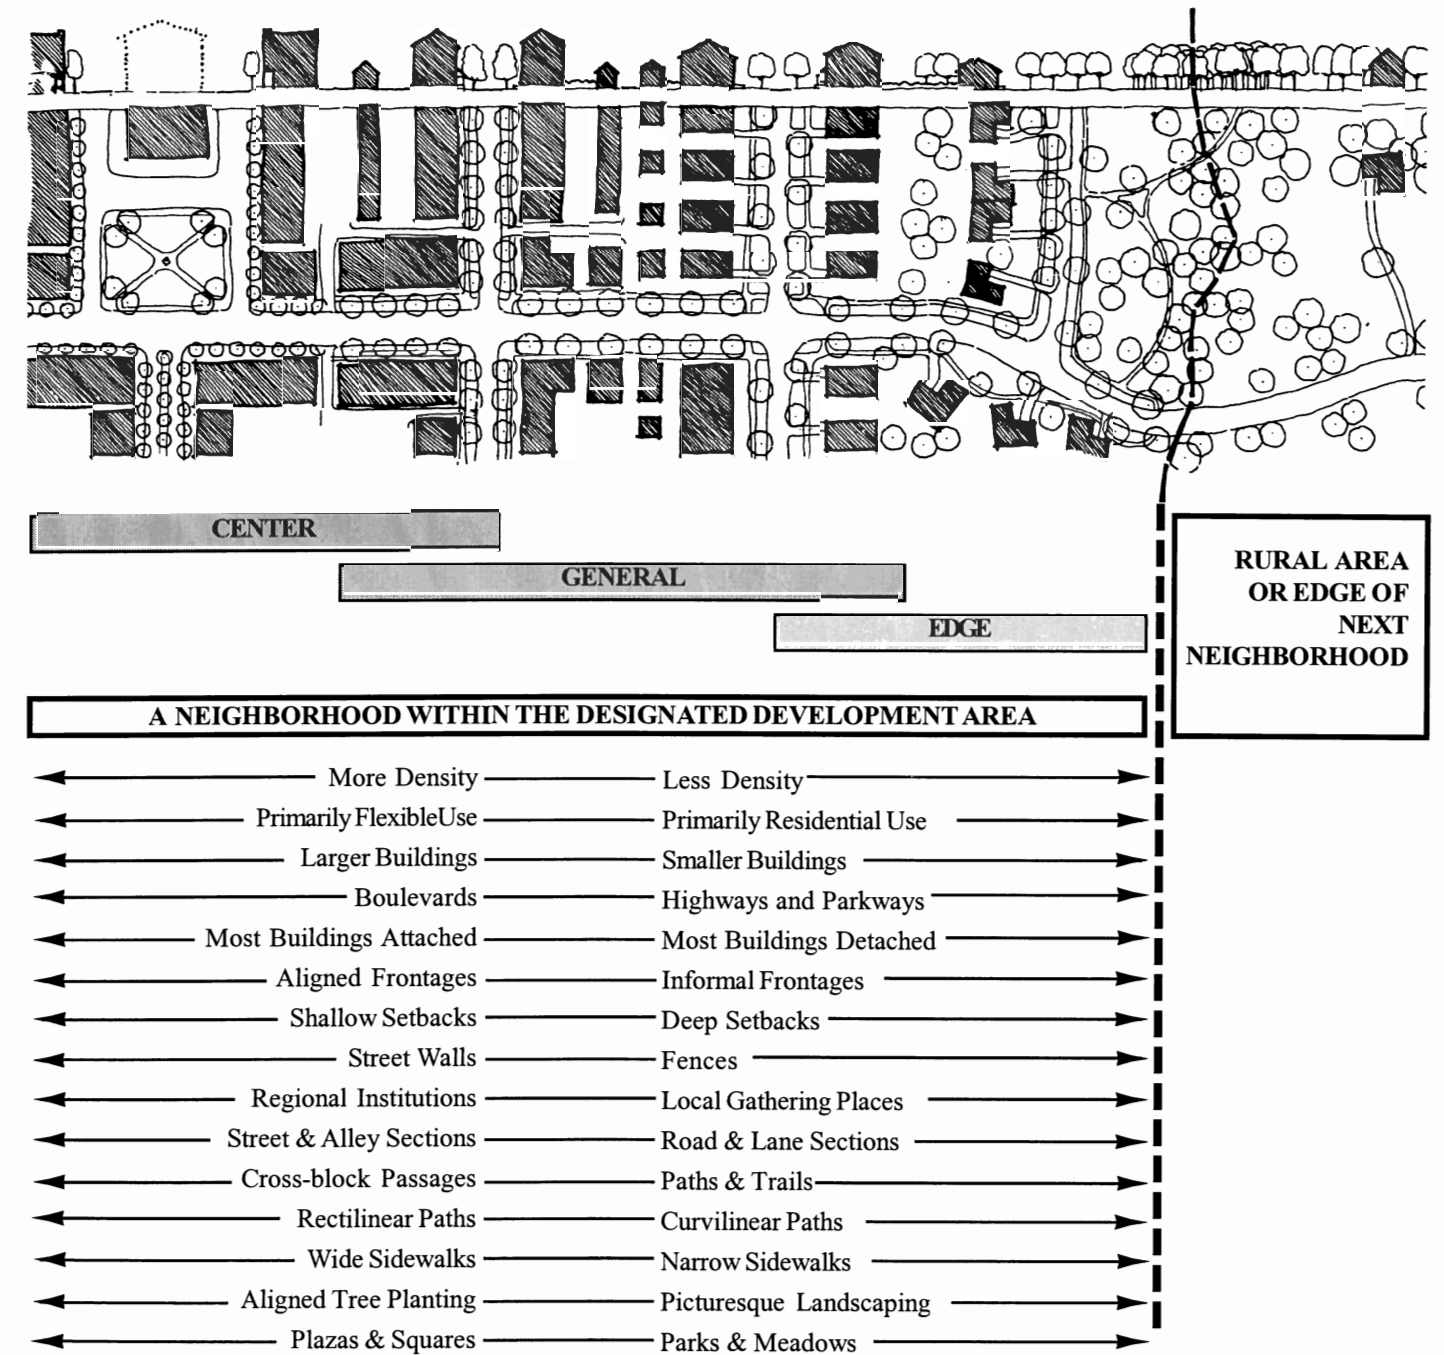 CENTER
GENERAL
EDGE
RURAL AREA
OR EDGE OF
NEXT
NEIGHBORHOOD
A NEIGHBORHOOD WITHIN THE DESIGNATED DEVELOPMENT AREA
More Density Less Density
Primarily Flexible Use Primarily Residential Use
Larger Buildings Smaller Buildings
Boulevards Highways and Parkways
Most Buildings Attached Most Buildings Detached
Aligned Frontages Informal Frontages
Shallow Setbacks Deep Setbacks
Street Walls Fences
Regional Institutions Local Gathering Places
Street & Alley Sections Road & Lane Sections
Cross-block Passages Paths & Trails
Rectilinear Paths Curvilinear Paths
Wide Sidewalks Narrow Sidewalks
Aligned Tree Planting Picturesque Landscaping
Plazas & Squares Parks & Meadows